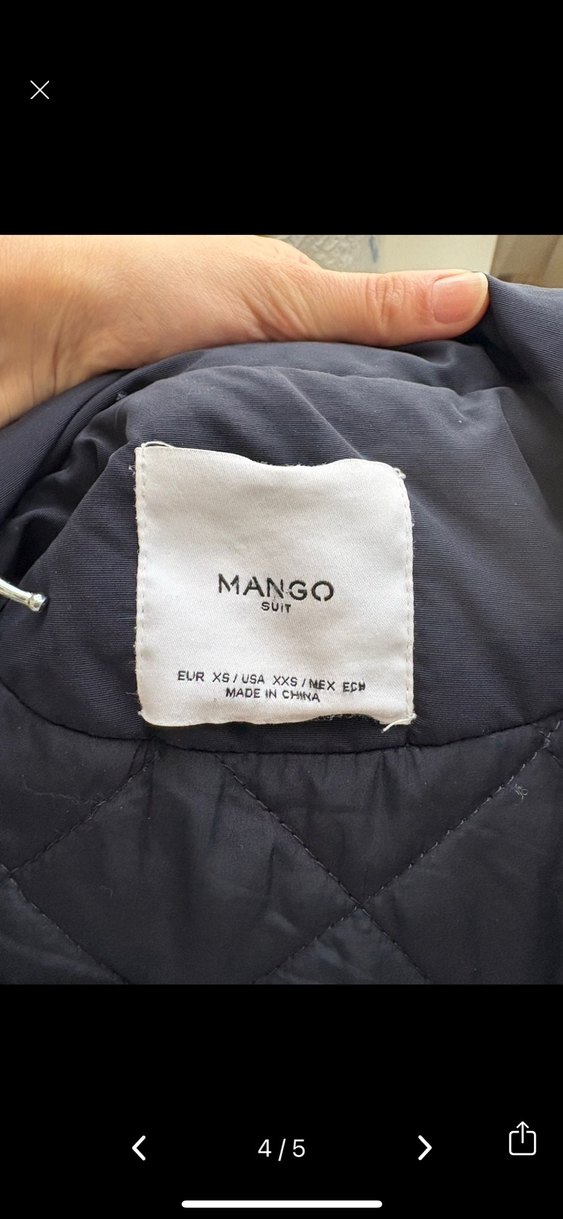 MANGO
SUIT
EUR XS / USA XXS / MEX ECH
MADE IN CHINA
4 / 5